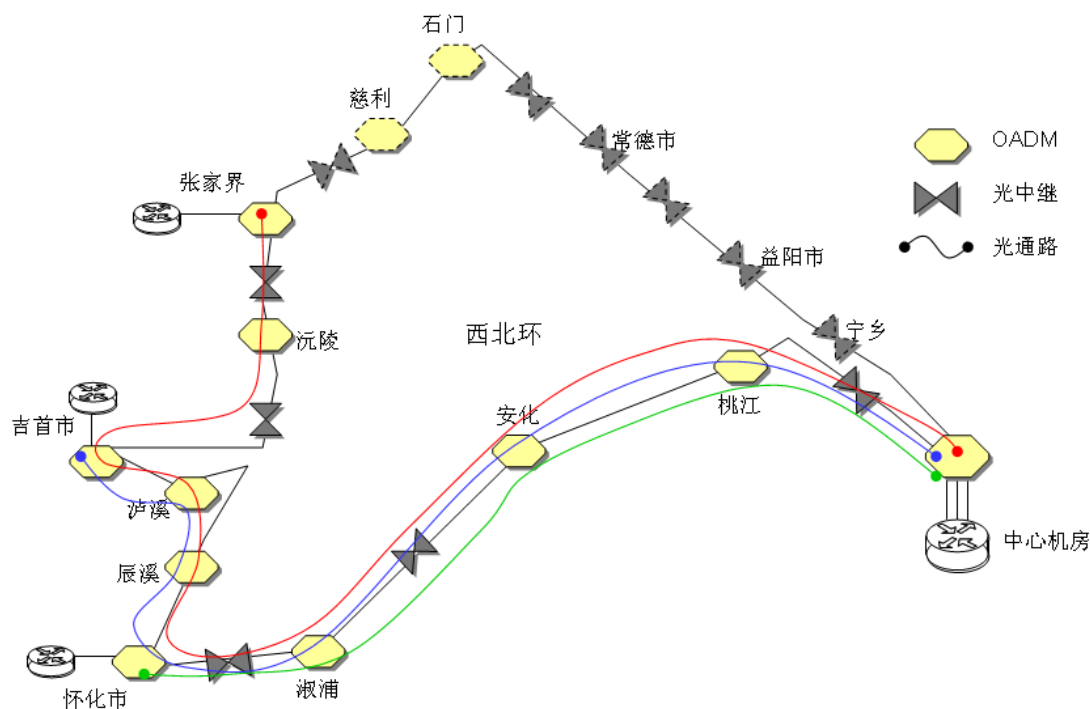 石门
慈利
常德市
OADM
张家界
光中继
益阳市
光通路
沅陵
西北环
宁乡
桃江
吉首市
安化
泸溪
中心机房
辰溪
怀化市
淑浦